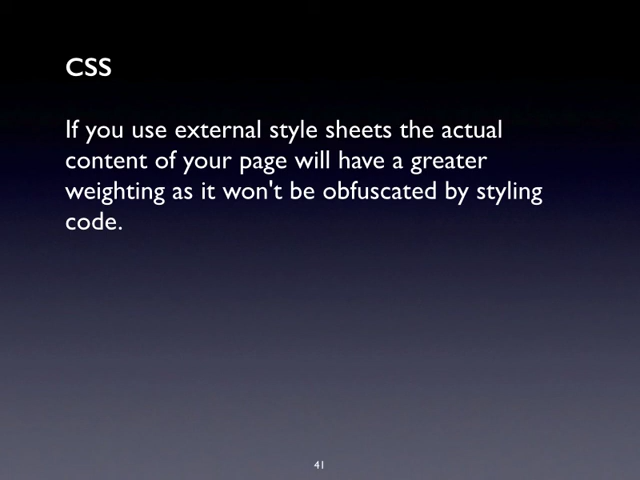 CSS
If you use external style sheets the actual
content of your page will have a greater
weighting as it won't be obfuscated by styling
code.
41